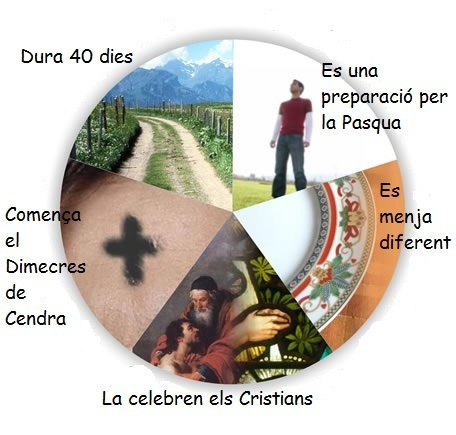 Dura 40 dies
Es una
preparació per
la Pasqua
Es
menja
diferent
Comença
el
Dimecres
de
Cendra
La celebren els Cristians